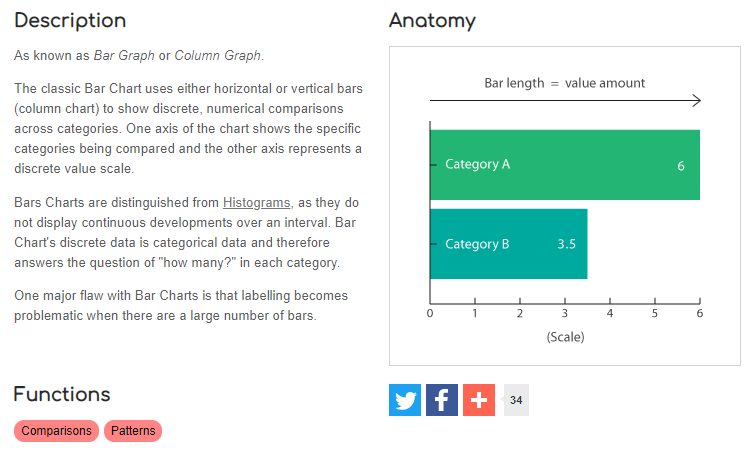 Description
As known as Bar Graph or Column Graph.
The classic Bar Chart uses either horizontal or vertical bars
(column chart) to show discrete, numerical comparisons
across categories. One axis of the chart shows the specific
categories being compared and the other axis represents a
discrete value scale.
Bars Charts are distinguished from Histograms, as they do
not display continuous developments over an interval. Bar
Chart's discrete data is categorical data and therefore
answers the question of "how many?" in each category.
One major flaw with Bar Charts is that labelling becomes
problematic when there are a large number of bars.
Functions
Comparisons Patterns
Anatomy
Bar length = value amount
Category A 6
Category B 3.5
0 1 2 3 4 5 6
(Scale)
34